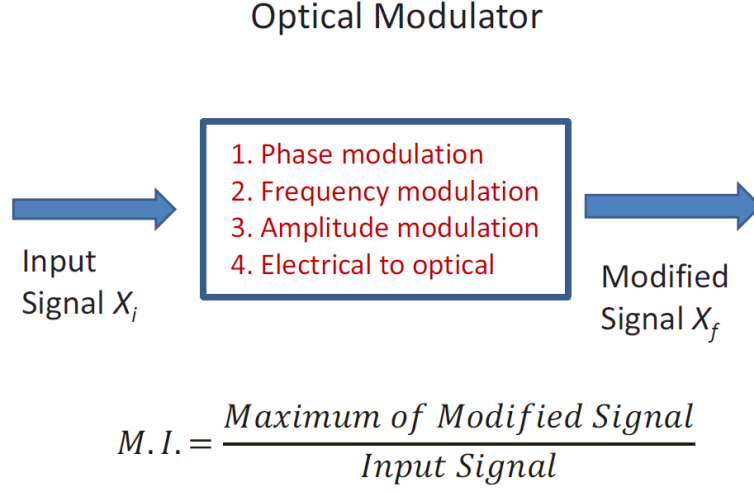 Optical Modulator
1. Phase modulation
2. Frequency modulation
3. Amplitude modulation
4. Electrical to optical
Input
Signal Xᵢ
Modified
Signal X_f
M. I. = Maximum of Modified Signal
Input Signal